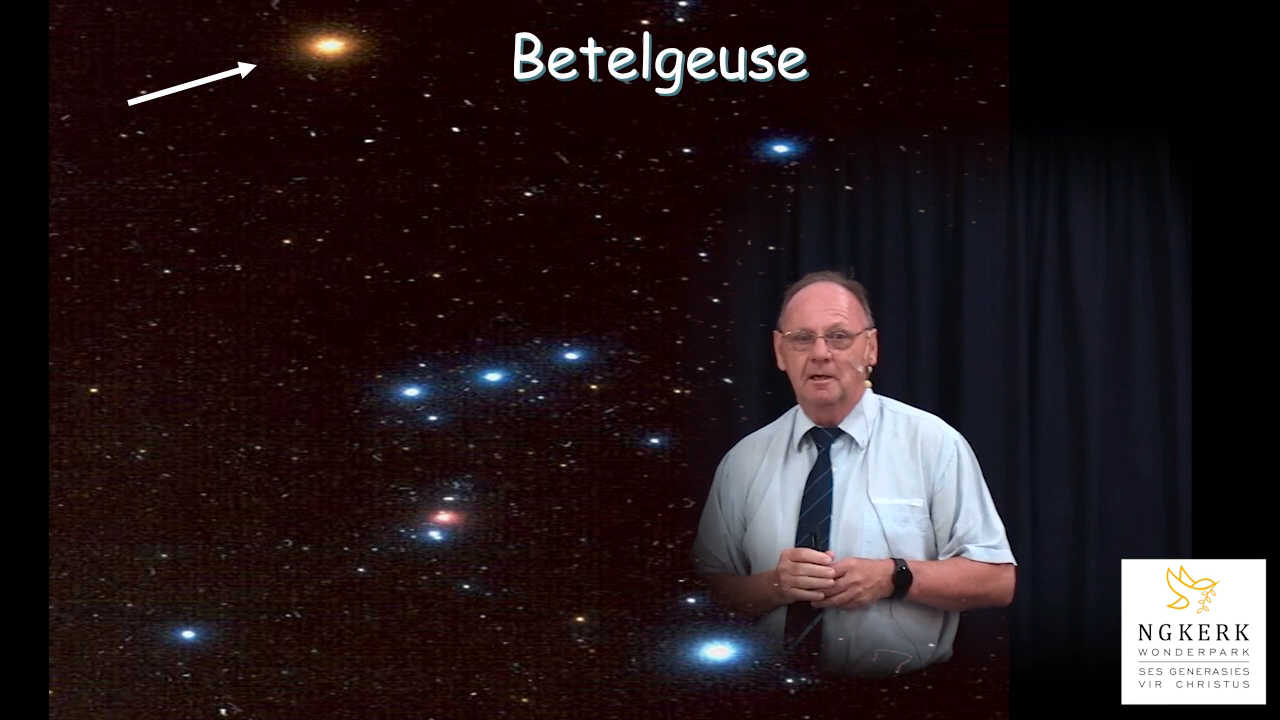 Betelgeuse
NGKERK
WONDERPARK
SES GENERASIES
VIR CHRISTUS